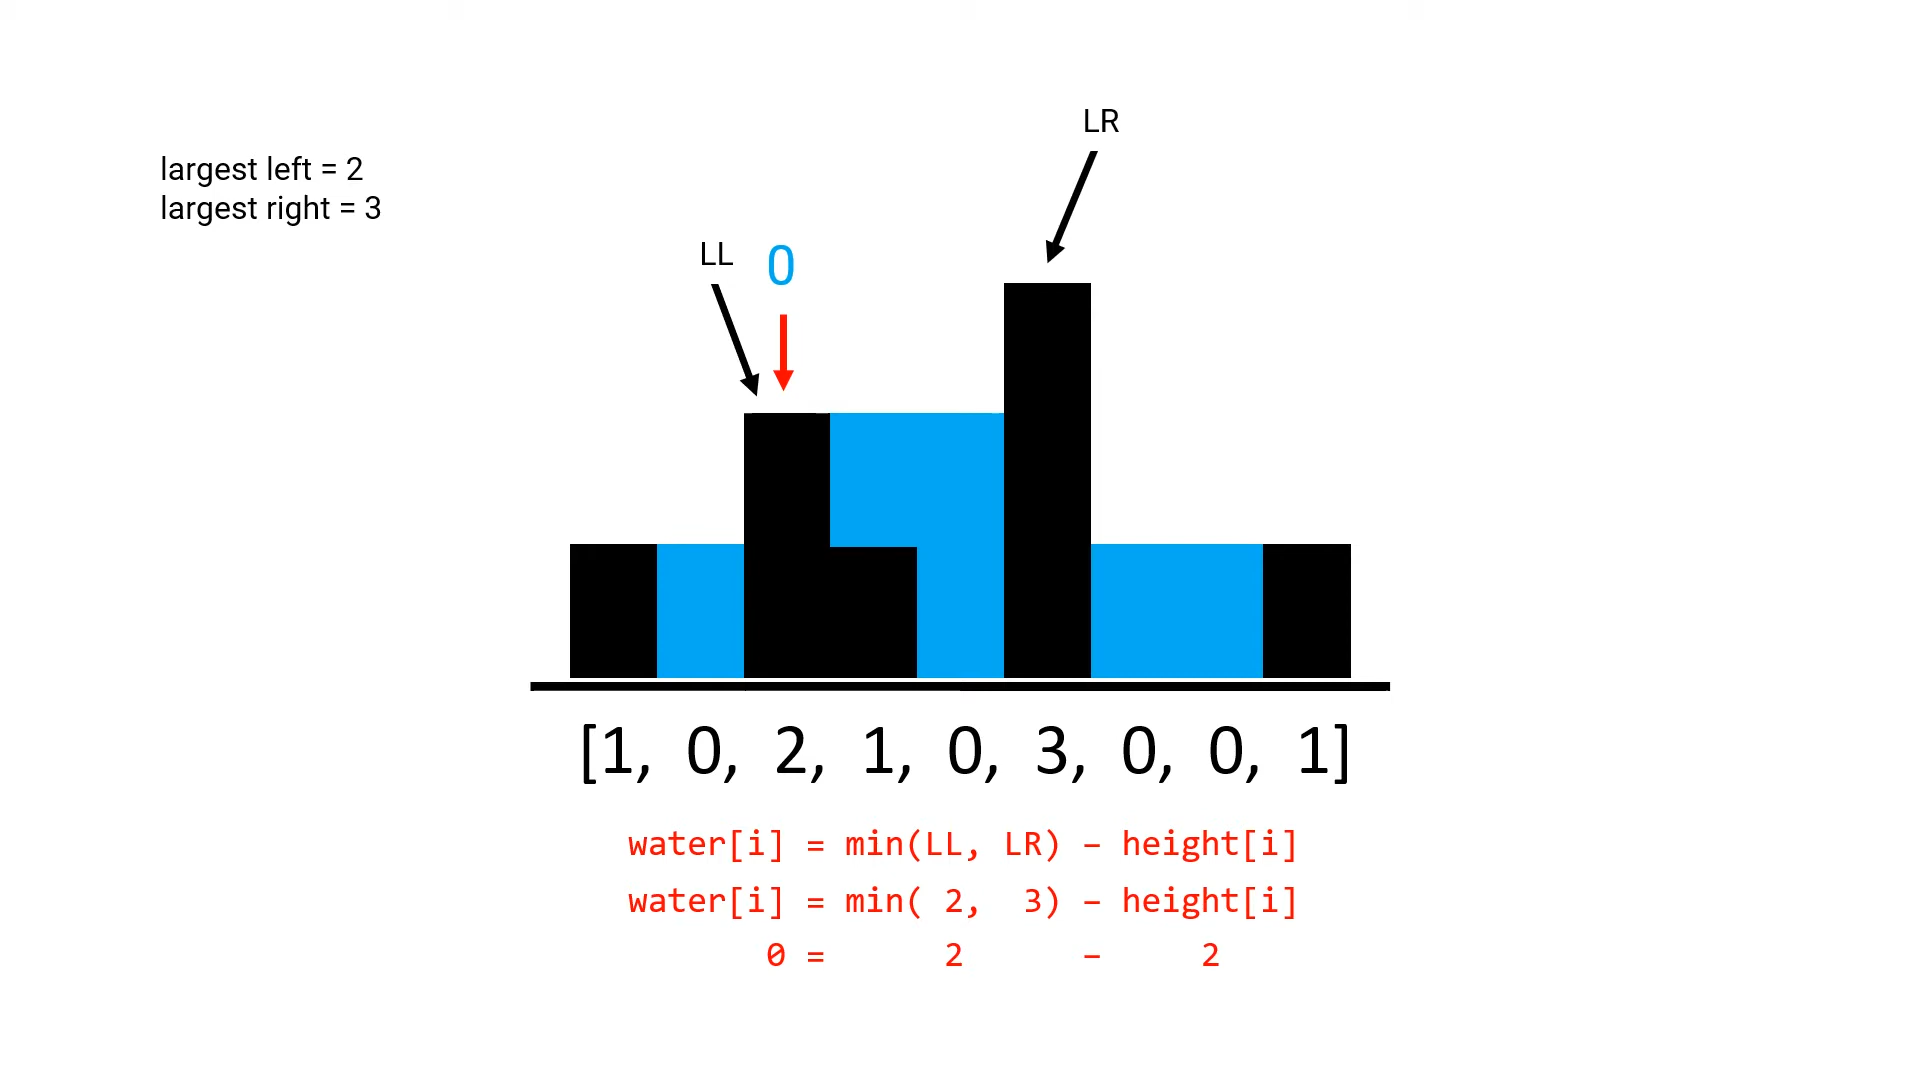 LR
largest left = 2
largest right = 3
LL 0
[1, 0, 2, 1, 0, 3, 0, 0, 1]
water[i] = min(LL, LR) – height[i]
water[i] = min( 2, 3) – height[i]
0 = 2 – 2